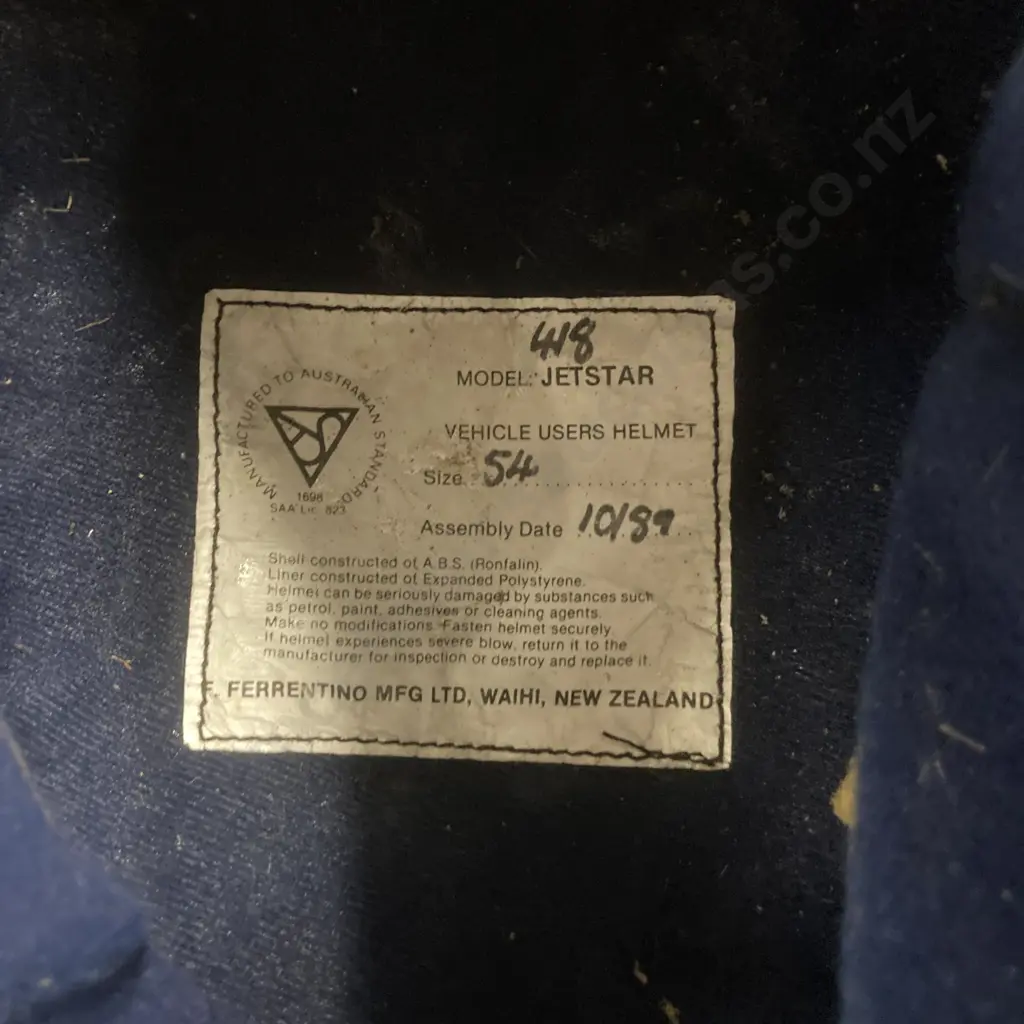 418
MODEL: JETSTAR
VEHICLE USERS HELMET
Size 54
Assembly Date 10/89
MANUFACTURED TO AUSTRALIAN STANDARD
1698
SAA Lic. 823
Shell constructed of A.B.S. (Ronfalin).
Liner constructed of Expanded Polystyrene.
Helmet can be seriously damaged by substances such
as petrol, paint, adhesives or cleaning agents.
Make no modifications. Fasten helmet securely.
If helmet experiences severe blow, return it to the
manufacturer for inspection or destroy and replace it.
F. FERRENTINO MFG LTD, WAIHI, NEW ZEALAND
s.co.nz